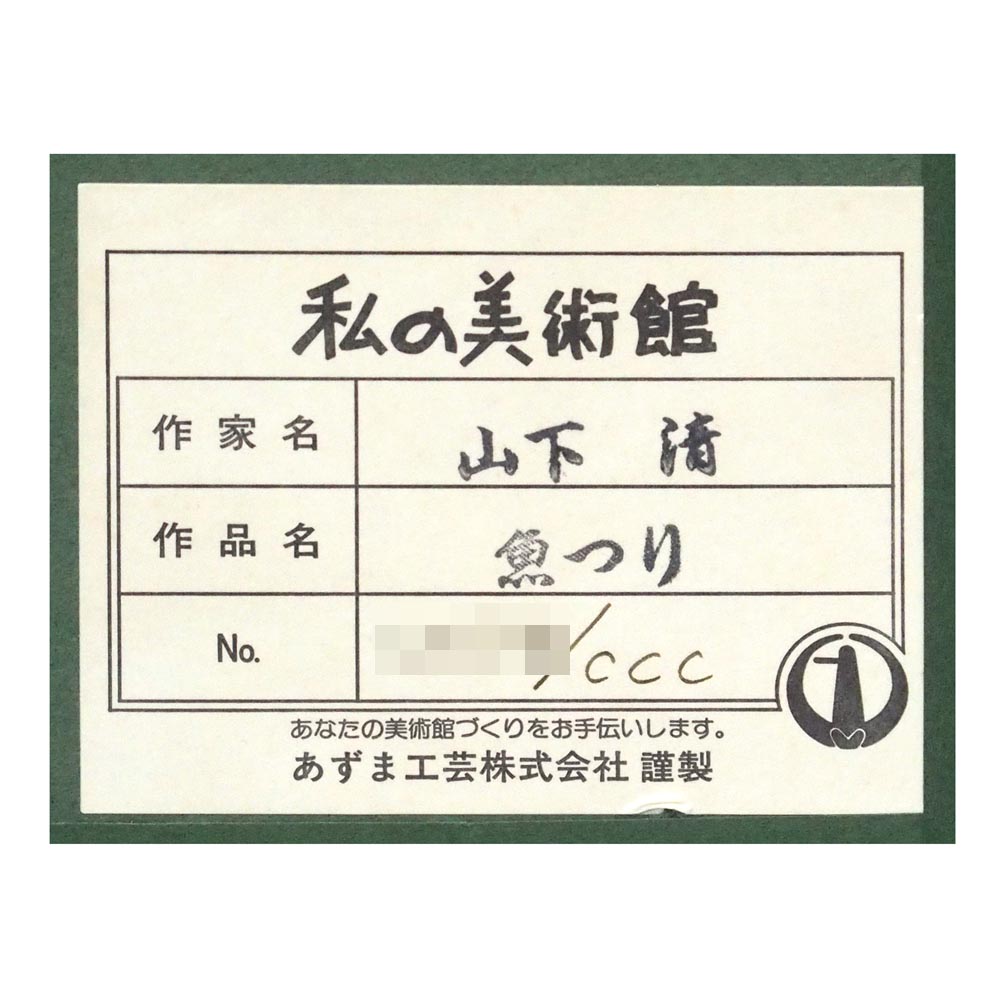 私の美術館
作家名 山下 清
作品名 魚つり
No. /ccc
あなたの美術館づくりをお手伝いします。
あずま工芸株式会社 謹製